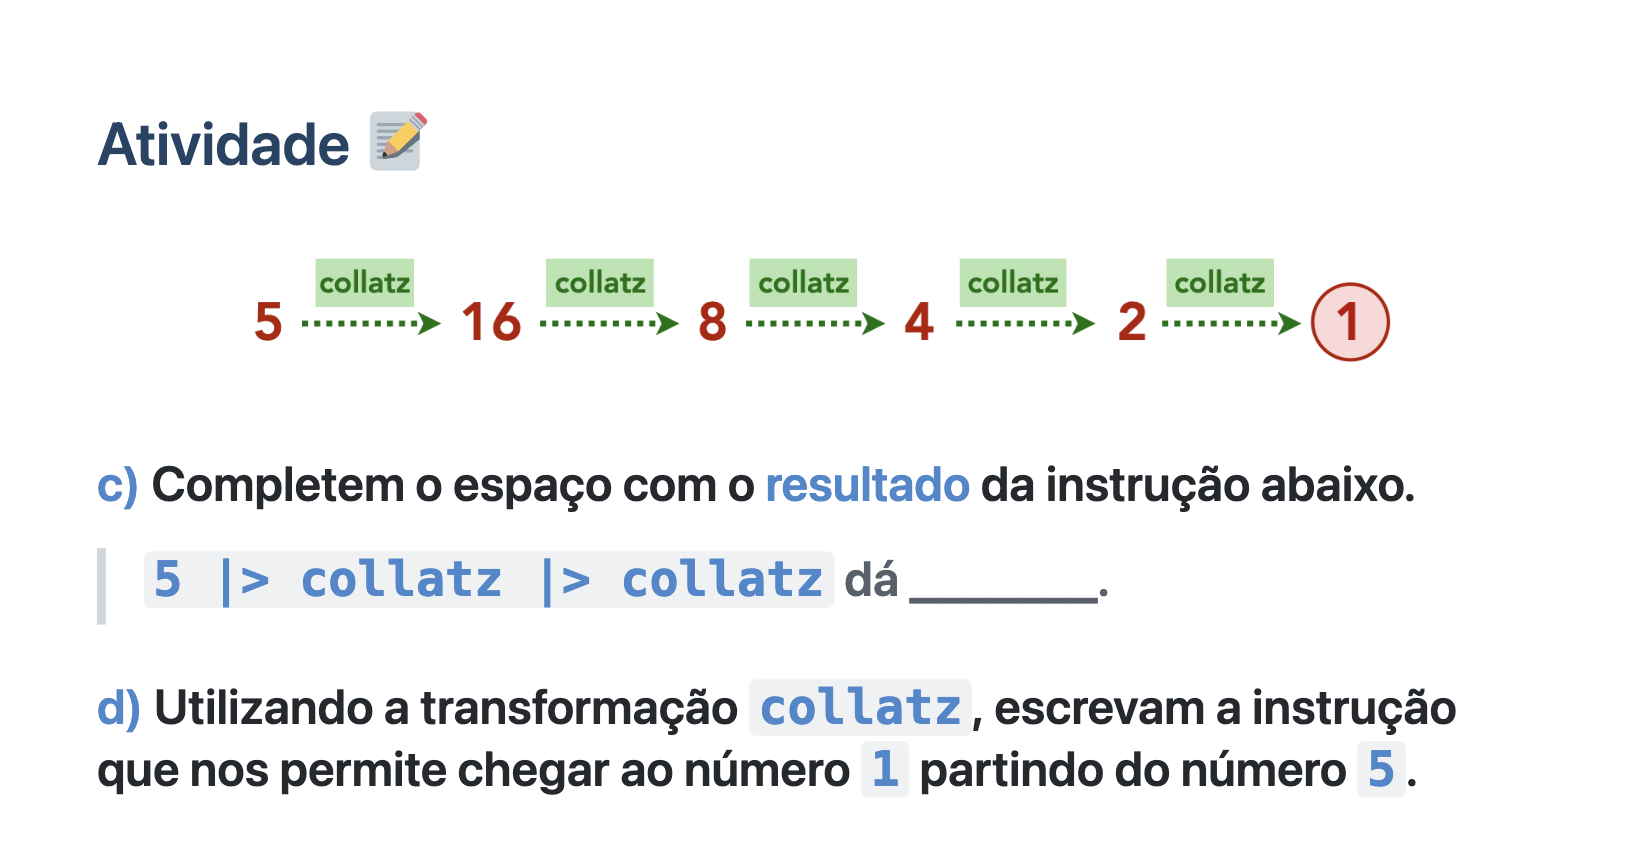 Atividade 📝
collatz collatz collatz collatz collatz
5 16 8 4 2 1
c) Completem o espaço com o resultado da instrução abaixo.
5 |> collatz |> collatz dá ________.
d) Utilizando a transformação collatz, escrevam a instrução
que nos permite chegar ao número 1 partindo do número 5.